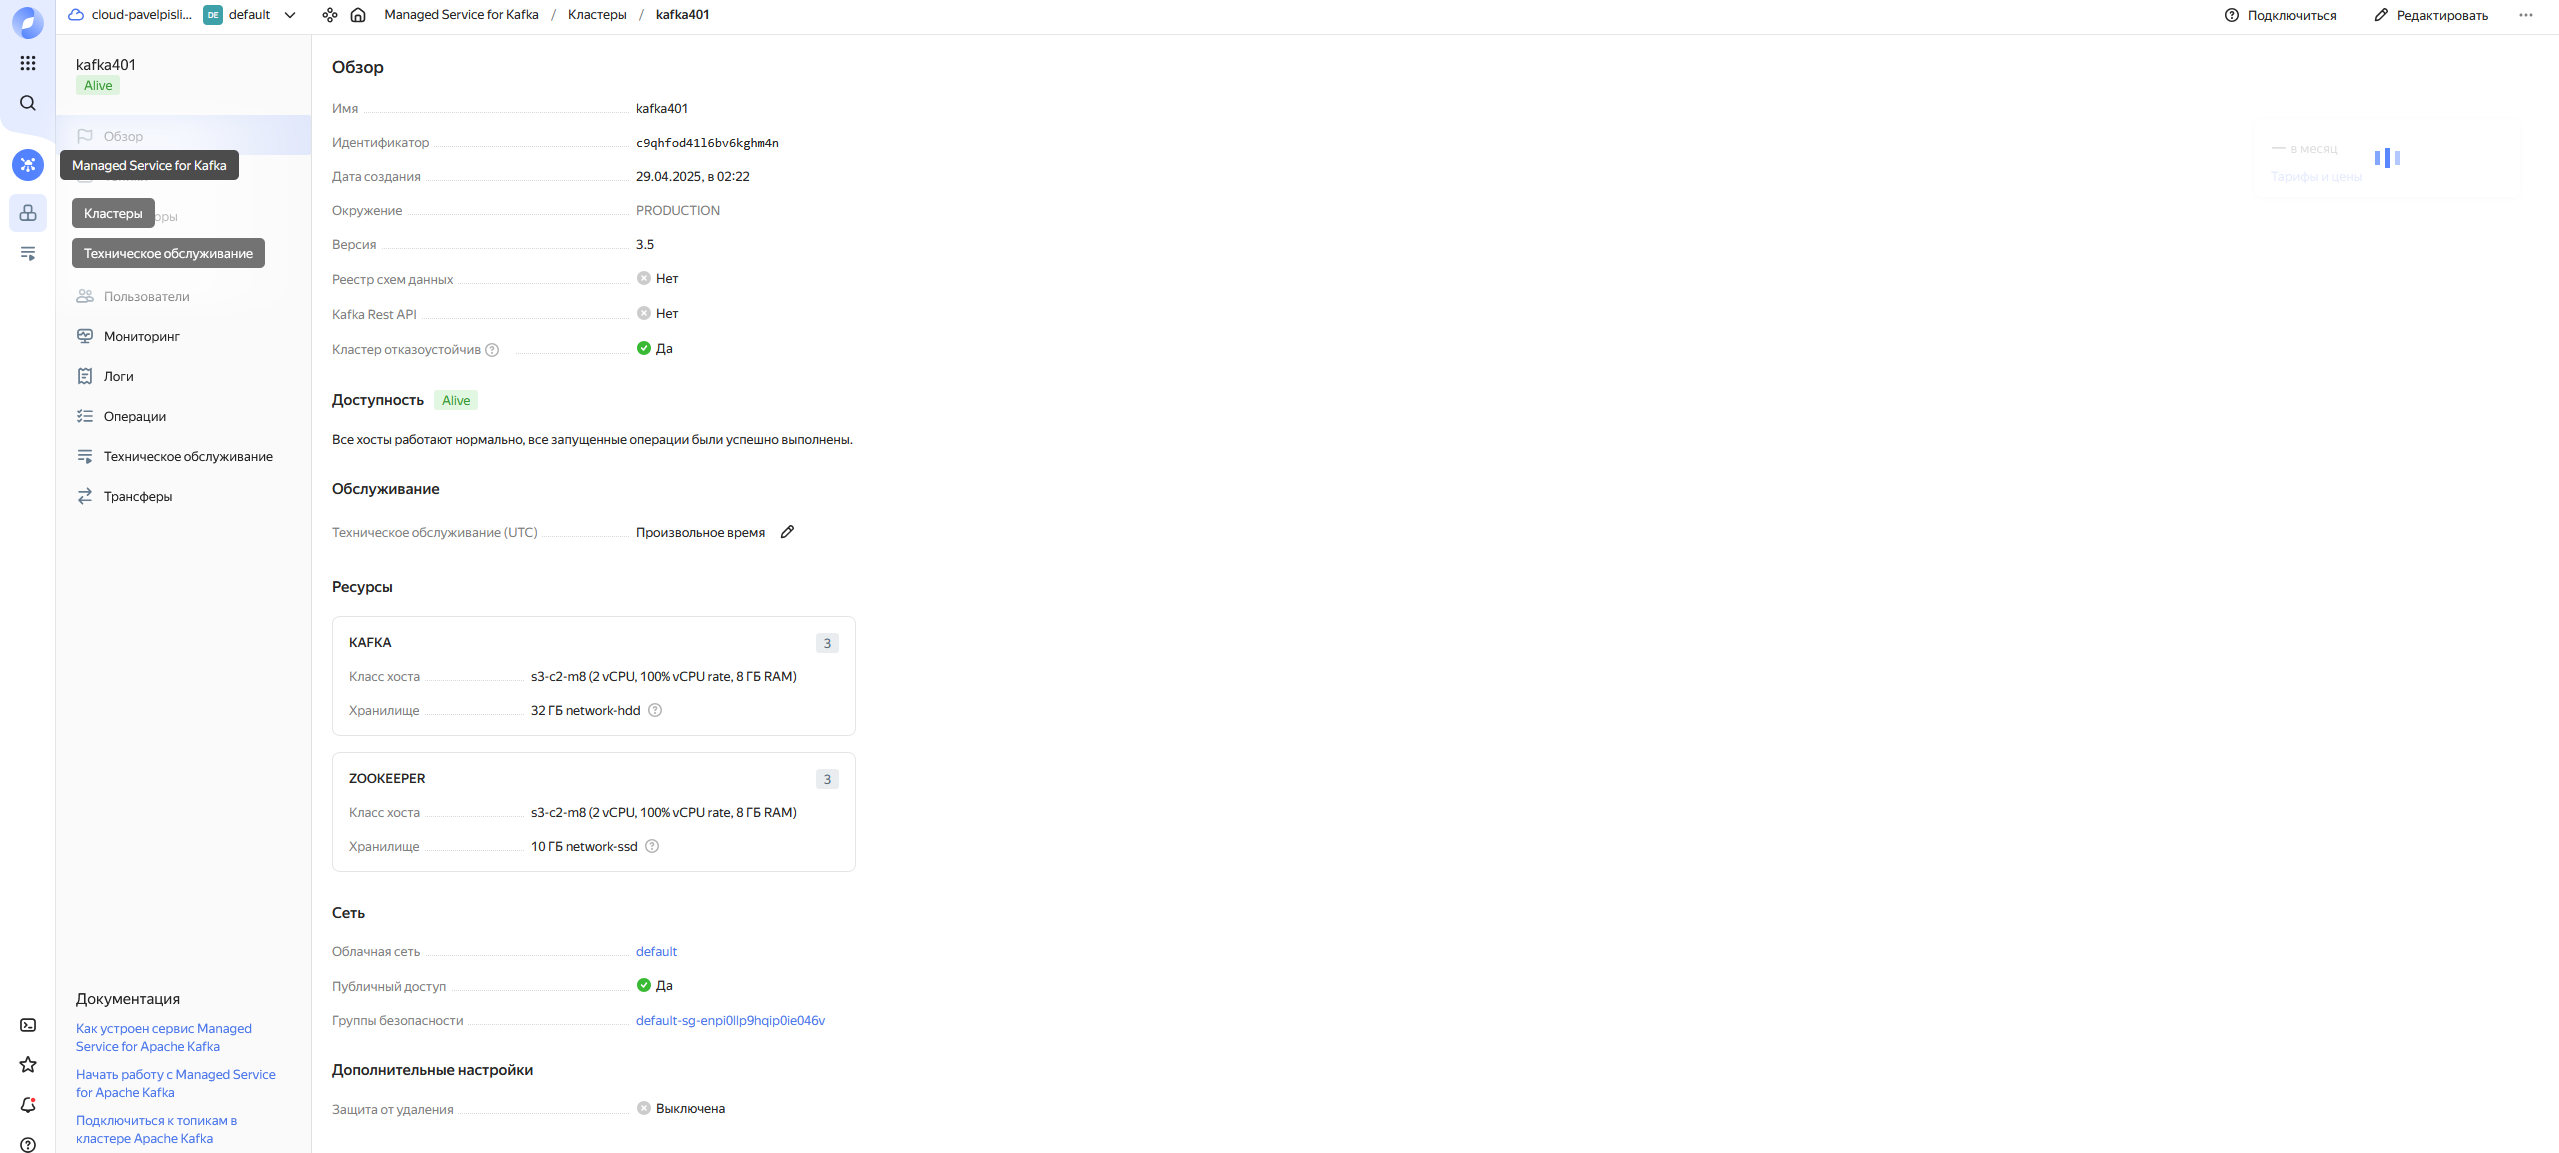 cloud-pavelpisli...
DE
default
Managed Service for Kafka / Кластеры / kafka401
Подключиться
Редактировать
kafka401
Alive
Обзор
Managed Service for Kafka
Кластеры
Техническое обслуживание
Пользователи
Мониторинг
Логи
Операции
Техническое обслуживание
Трансферы
Документация
Как устроен сервис Managed
Service for Apache Kafka
Начать работу с Managed Service
for Apache Kafka
Подключиться к топикам в
кластере Apache Kafka
Обзор
Имя kafka401
Идентификатор c9qhfod41l6bv6kghm4n
Дата создания 29.04.2025, в 02:22
Окружение PRODUCTION
Версия 3.5
Реестр схем данных Нет
Kafka Rest API Нет
Кластер отказоустойчив Да
Доступность Alive
Все хосты работают нормально, все запущенные операции были успешно выполнены.
Обслуживание
Техническое обслуживание (UTC) Произвольное время
Ресурсы
KAFKA 3
Класс хоста s3-c2-m8 (2 vCPU, 100% vCPU rate, 8 ГБ RAM)
Хранилище 32 ГБ network-hdd
ZOOKEEPER 3
Класс хоста s3-c2-m8 (2 vCPU, 100% vCPU rate, 8 ГБ RAM)
Хранилище 10 ГБ network-ssd
Сеть
Облачная сеть default
Публичный доступ Да
Группы безопасности default-sg-enpi0llp9hqip0ie046v
Дополнительные настройки
Защита от удаления Выключена
— в месяц
Тарифы и цены